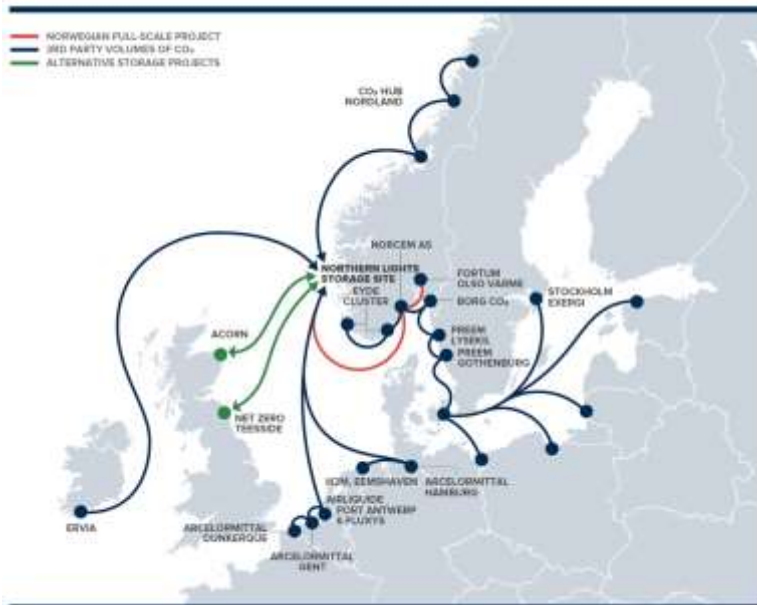 NORWEGIAN FULL-SCALE PROJECT
3RD PARTY VOLUMES OF CO₂
ALTERNATIVE STORAGE PROJECTS
CO₂ HUB
NORDLAND
NORCEM AS
NORTHERN LIGHTS
STORAGE SITE
EYDE
CLUSTER
FORTUM
OLSO VARME
BORG CO₂
STOCKHOLM
EXERGI
PREEM
LYSEKIL
PREEM
GOTHENBURG
ACORN
NET ZERO
TEESSIDE
H2M, EEMSHAVEN
ARCELORMITTAL
HAMBURG
AIRLIGUIDE
PORT ANTWERP
& FLUXYS
ERVIA
ARCELORMITTAL
DUNKERQUE
ARCELORMITTAL
GENT